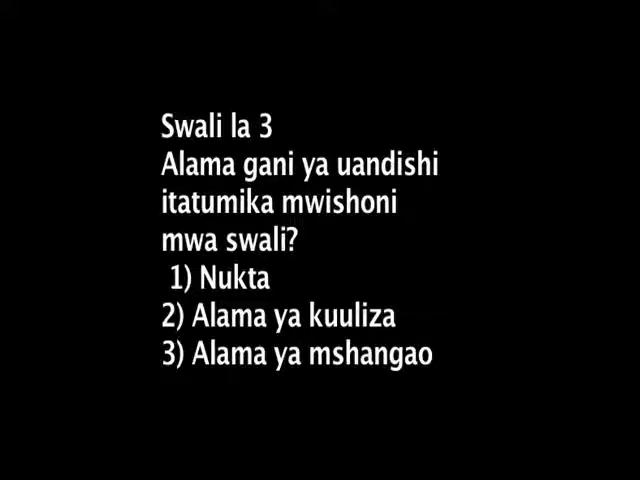 Swali la 3
Alama gani ya uandishi
itatumika mwishoni
mwa swali?
1) Nukta
2) Alama ya kuuliza
3) Alama ya mshangao